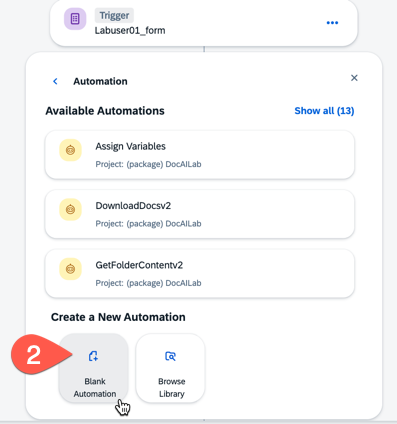 Trigger
Labuser01_form
Automation
Available Automations
Show all (13)
Assign Variables
Project: (package) DocAILab
DownloadDocsv2
Project: (package) DocAILab
GetFolderContentv2
Project: (package) DocAILab
Create a New Automation
2
Blank
Automation
Browse
Library